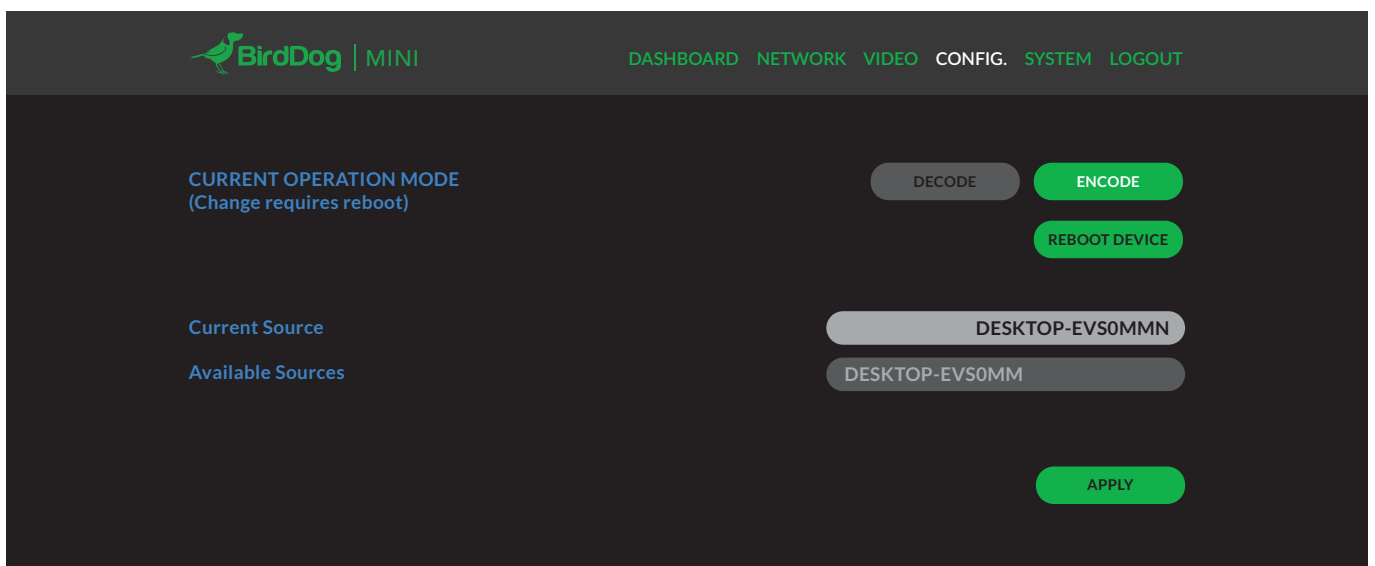 BirdDog | MINI
DASHBOARD NETWORK VIDEO CONFIG. SYSTEM LOGOUT
CURRENT OPERATION MODE
(Change requires reboot)
DECODE ENCODE
REBOOT DEVICE
Current Source DESKTOP-EVS0MMN
Available Sources DESKTOP-EVS0MM
APPLY